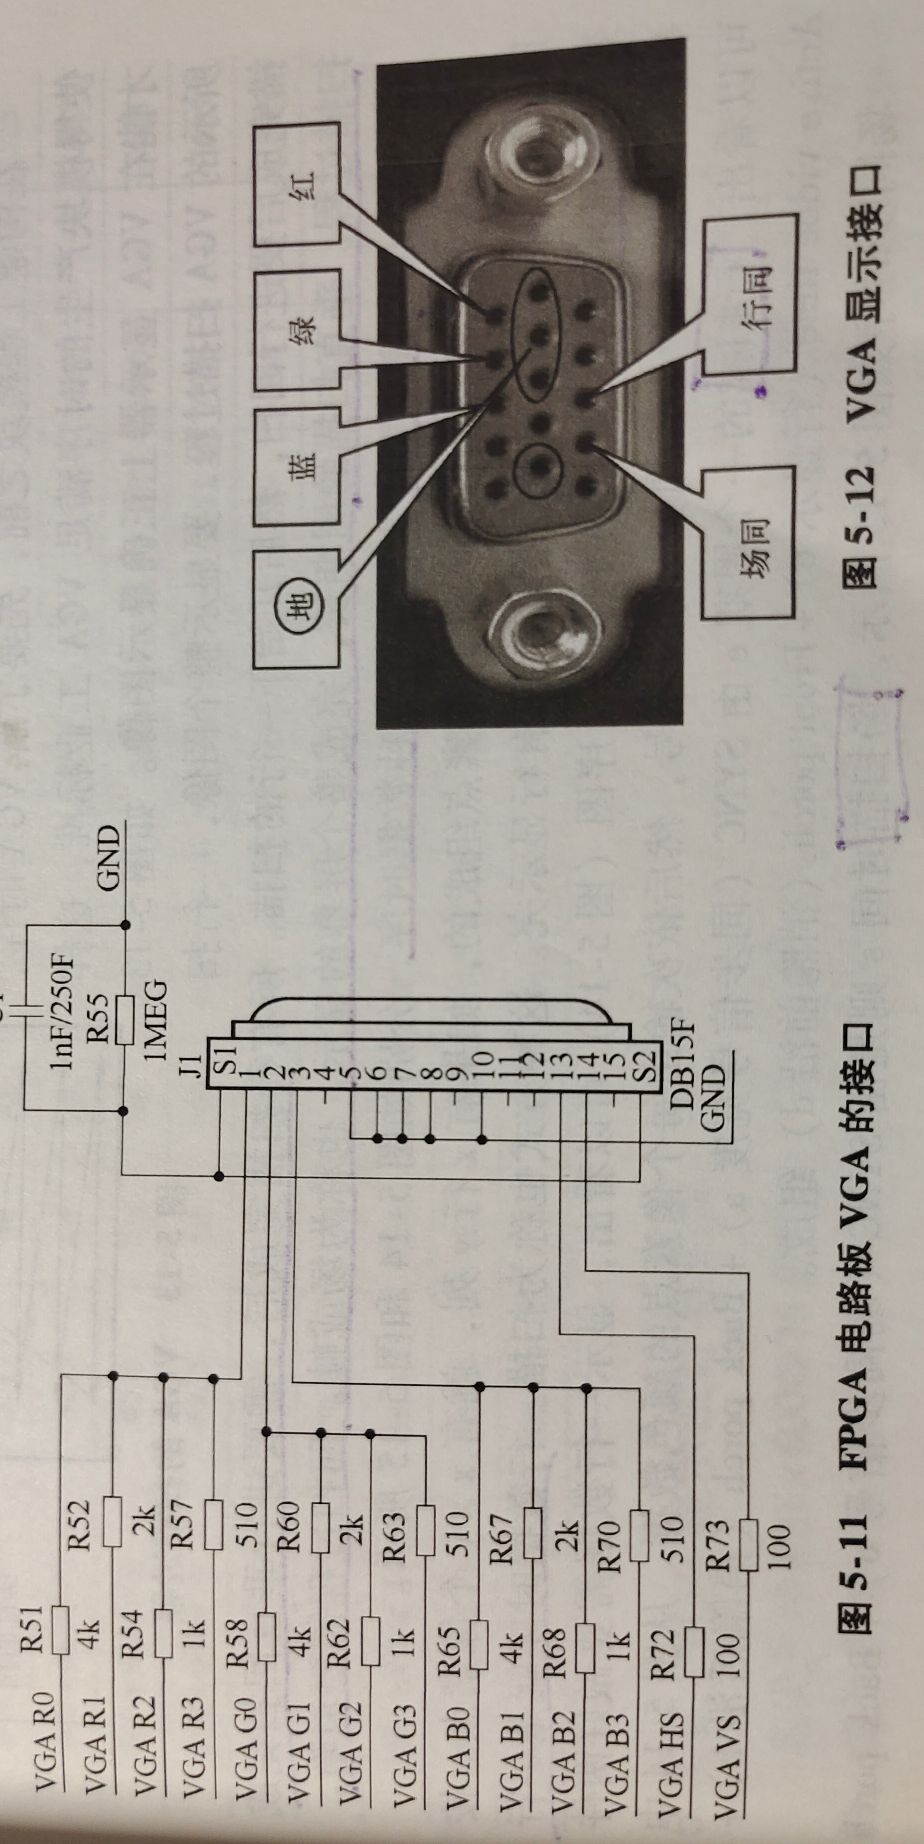 VGA R0
R51
4k
VGA R1
R52
2k
VGA R2
R54
1k
VGA R3
R57
510
VGA G0
R58
4k
VGA G1
R60
2k
VGA G2
R62
1k
VGA G3
R63
510
VGA B0
R65
4k
VGA B1
R67
2k
VGA B2
R68
1k
VGA B3
R70
510
VGA HS
R72
100
VGA VS
R73
100
1nF/250F
R55
1MEG
GND
J1
S1
1
2
3
4
5
6
7
8
9
10
11
12
13
14
15
S2
DB15F
GND
图 5-11 FPGA 电路板 VGA 的接口
地
蓝
绿
红
场同
行同
图 5-12 VGA 显示接口